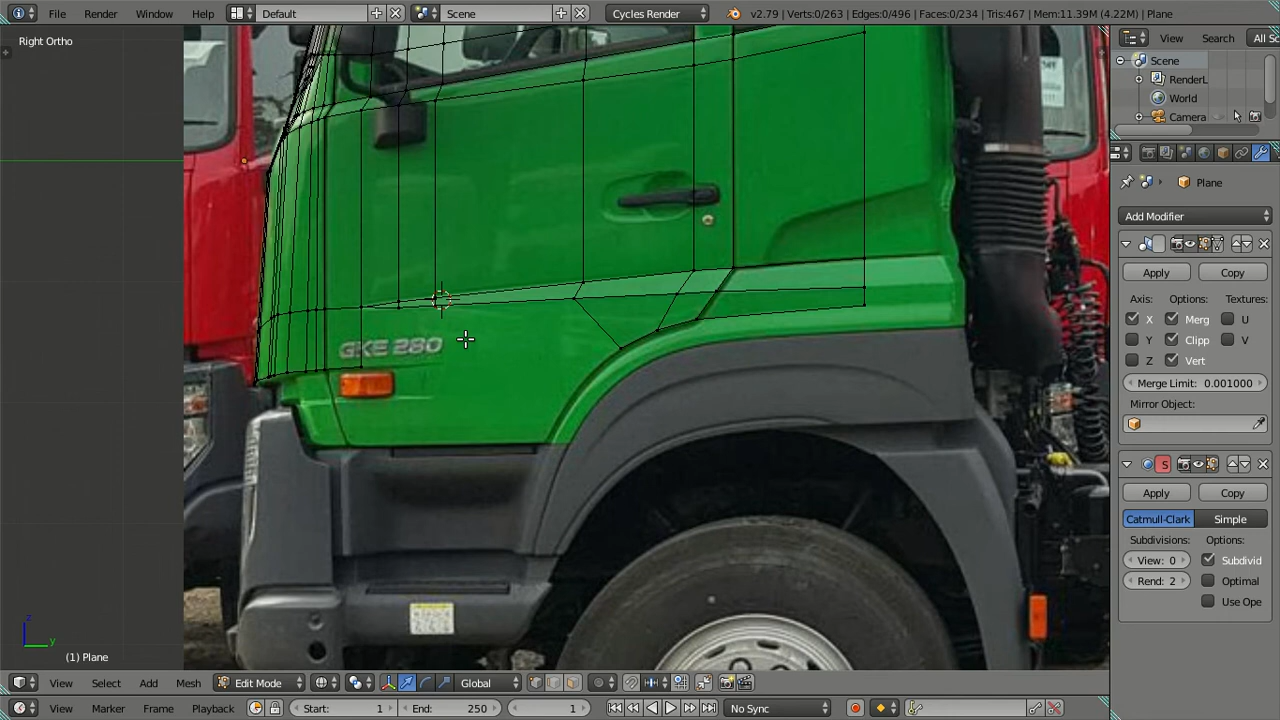 File Render Window Help Default Scene Cycles Render v2.79 | Verts:0/263 | Edges:0/496 | Faces:0/234 | Tris:467 | Mem:11.39M (4.22M) | Plane
Right Ortho
View Search All Sc
Scene
RenderL
World
Camera
Plane
Add Modifier
Apply Copy
Axis: Options: Textures:
X Merg U
Y Clipp V
Z Vert
Merge Limit: 0.001000
Mirror Object:
S
Apply Copy
Catmull-Clark Simple
Subdivisions: Options:
View: 0 Subdivid
Rend: 2 Optimal
Use Ope
GKE 280
z
y
(1) Plane
View Select Add Mesh Edit Mode Global
View Marker Frame Playback Start: 1 End: 250 1 No Sync